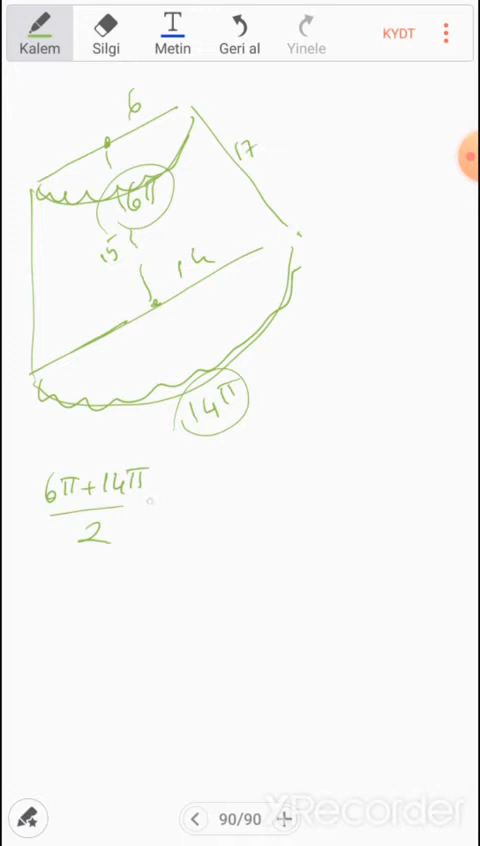 Kalem Silgi Metin Geri al Yinele KYDT
6
17
6π
15
14
14π
6π+14π
2
90/90
XRecorder